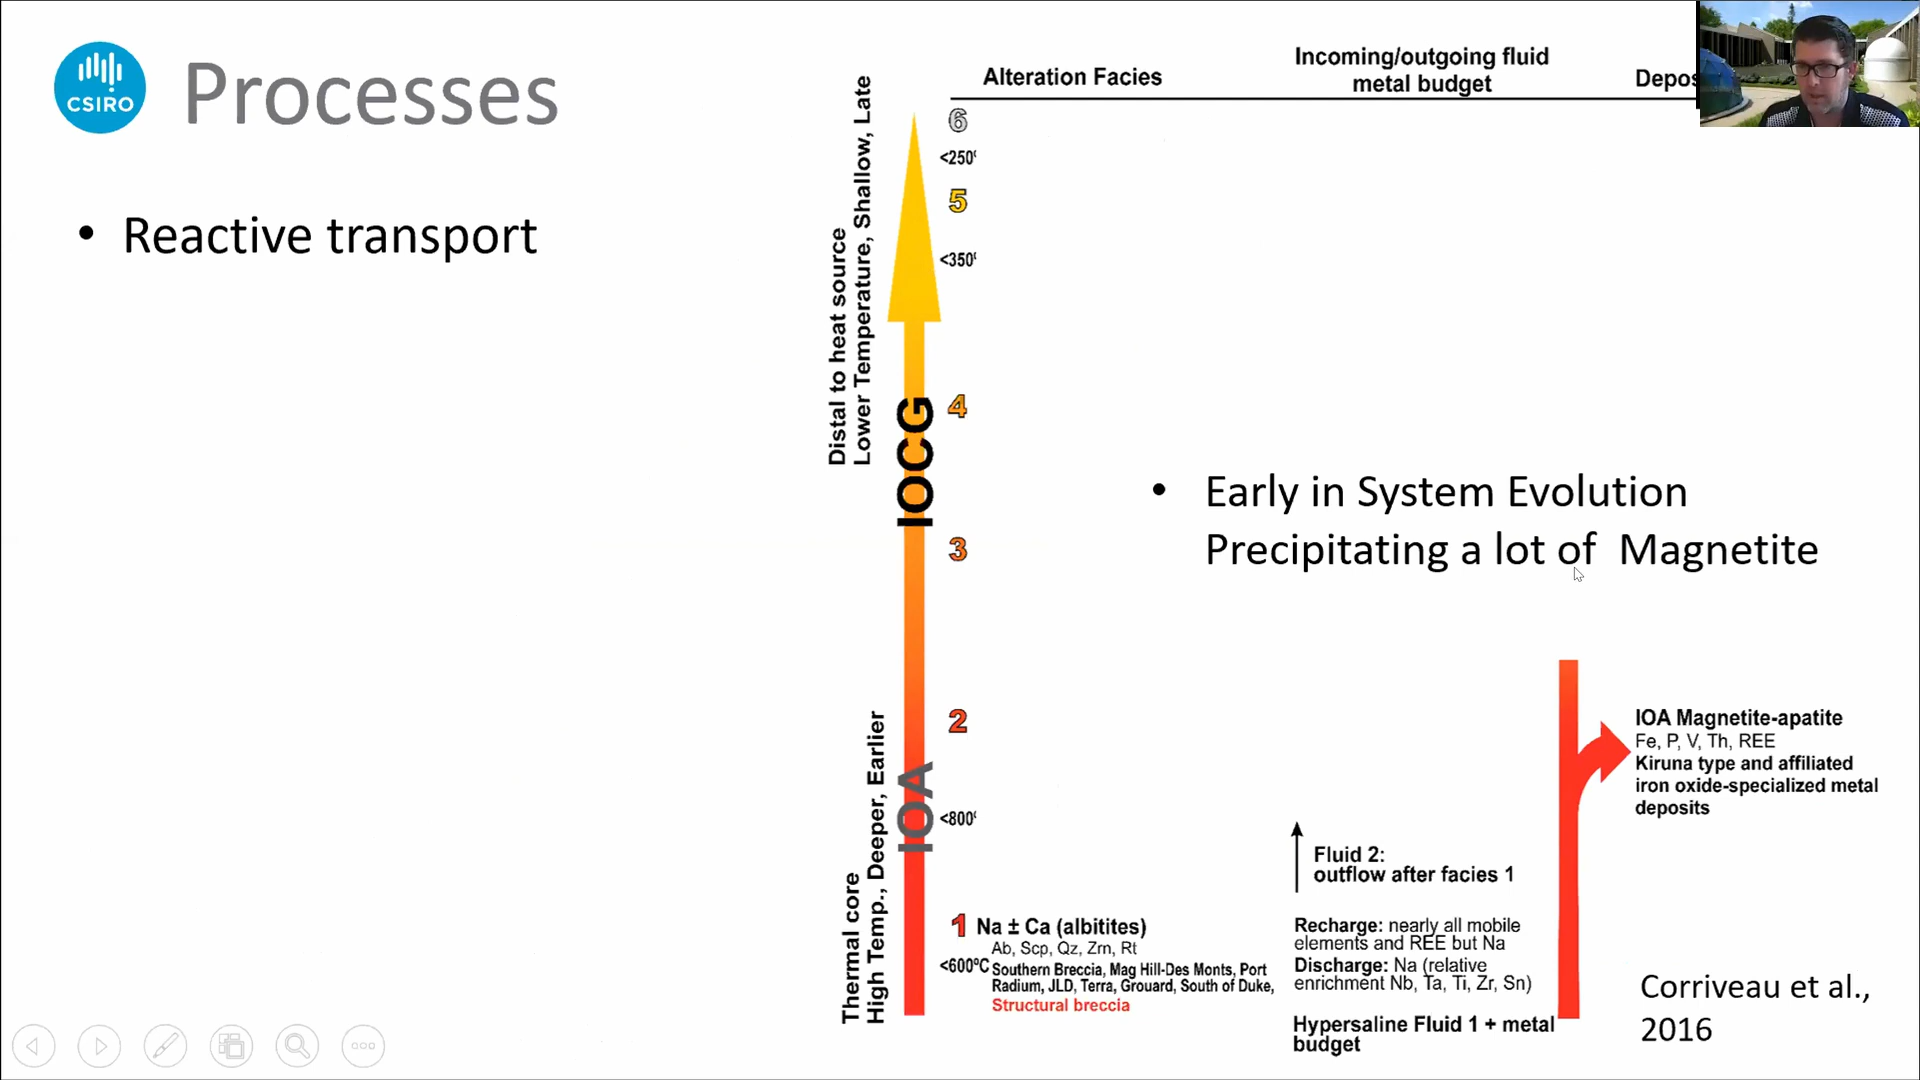 CSIRO
Processes
• Reactive transport
Alteration Facies
Incoming/outgoing fluid
metal budget
Distal to heat source
Lower Temperature, Shallow, Late
Thermal core
High Temp., Deeper, Earlier
IOCG
IOA
6
<250
5
<350
4
3
2
<800
1 Na ± Ca (albitites)
Ab, Scp, Qz, Zrn, Rt
<600ºC
Southern Breccia, Mag Hill-Des Monts, Port
Radium, JLD, Terra, Grouard, South of Duke,
Structural breccia
• Early in System Evolution
Precipitating a lot of Magnetite
Fluid 2:
outflow after facies 1
Recharge: nearly all mobile
elements and REE but Na
Discharge: Na (relative
enrichment Nb, Ta, Ti, Zr, Sn)
Hypersaline Fluid 1 + metal
budget
IOA Magnetite-apatite
Fe, P, V, Th, REE
Kiruna type and affiliated
iron oxide-specialized metal
deposits
Corriveau et al.,
2016